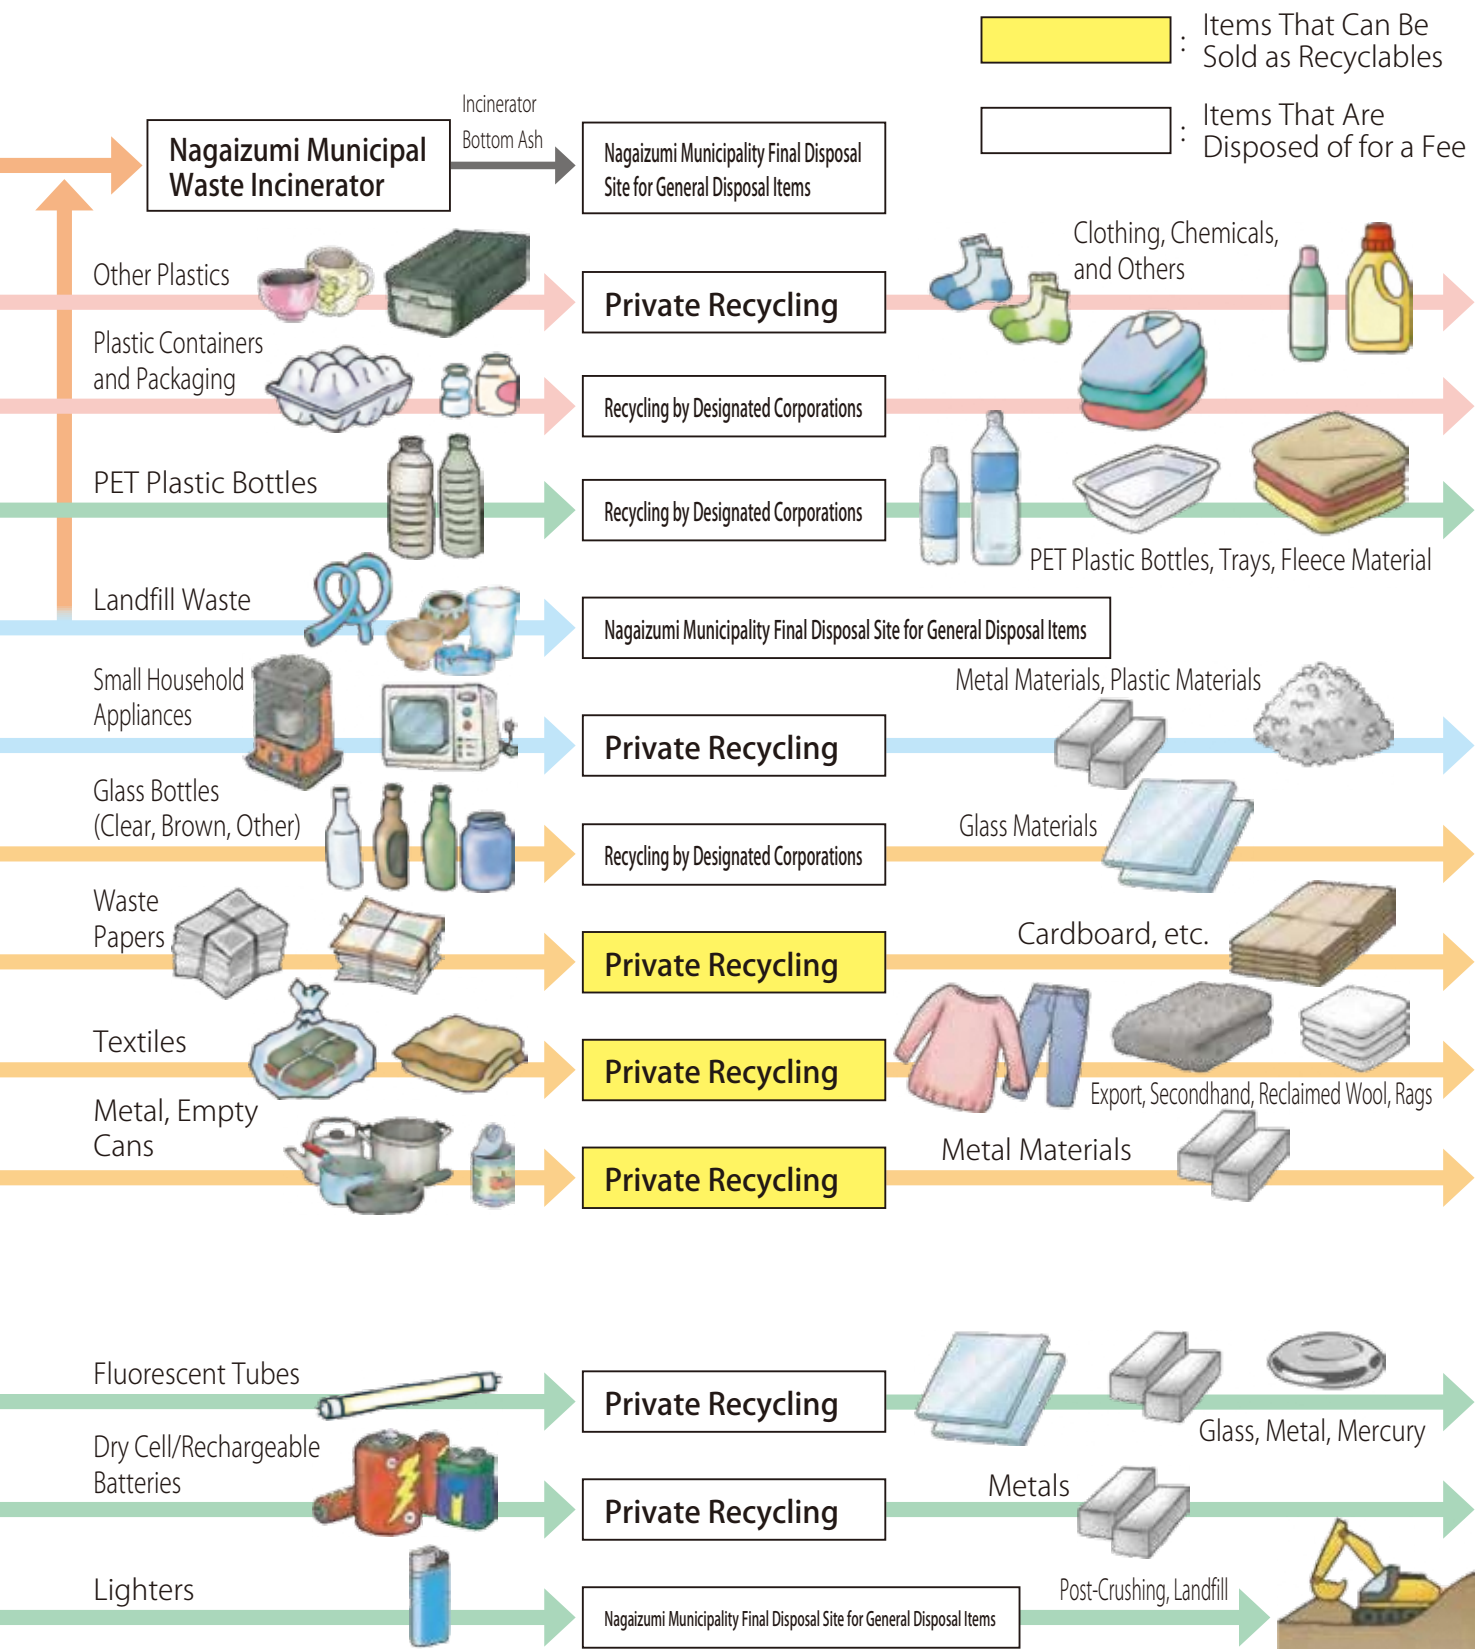 : Items That Can Be
Sold as Recyclables
: Items That Are
Disposed of for a Fee
Nagaizumi Municipal
Waste Incinerator
Incinerator
Bottom Ash
Nagaizumi Municipality Final Disposal
Site for General Disposal Items
Other Plastics
Private Recycling
Clothing, Chemicals,
and Others
Plastic Containers
and Packaging
Recycling by Designated Corporations
PET Plastic Bottles
Recycling by Designated Corporations
PET Plastic Bottles, Trays, Fleece Material
Landfill Waste
Nagaizumi Municipality Final Disposal Site for General Disposal Items
Small Household
Appliances
Private Recycling
Metal Materials, Plastic Materials
Glass Bottles
(Clear, Brown, Other)
Recycling by Designated Corporations
Glass Materials
Waste
Papers
Private Recycling
Cardboard, etc.
Textiles
Private Recycling
Export, Secondhand, Reclaimed Wool, Rags
Metal, Empty
Cans
Private Recycling
Metal Materials
Fluorescent Tubes
Private Recycling
Glass, Metal, Mercury
Dry Cell/Rechargeable
Batteries
Private Recycling
Metals
Lighters
Nagaizumi Municipality Final Disposal Site for General Disposal Items
Post-Crushing, Landfill